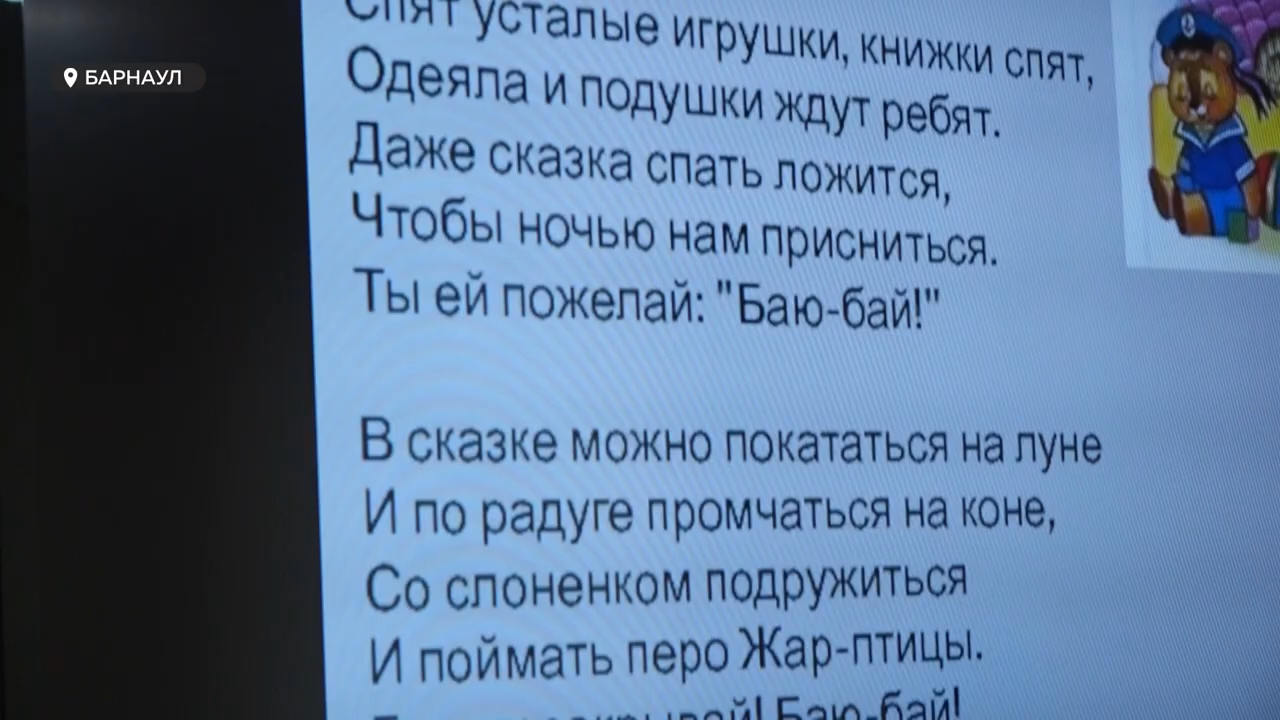 БАРНАУЛ
Спят усталые игрушки, книжки спят,
Одеяла и подушки ждут ребят.
Даже сказка спать ложится,
Чтобы ночью нам присниться.
Ты ей пожелай: "Баю-бай!"
В сказке можно покататься на луне
И по радуге промчаться на коне,
Со слоненком подружиться
И поймать перо Жар-птицы.
Баю-бай!